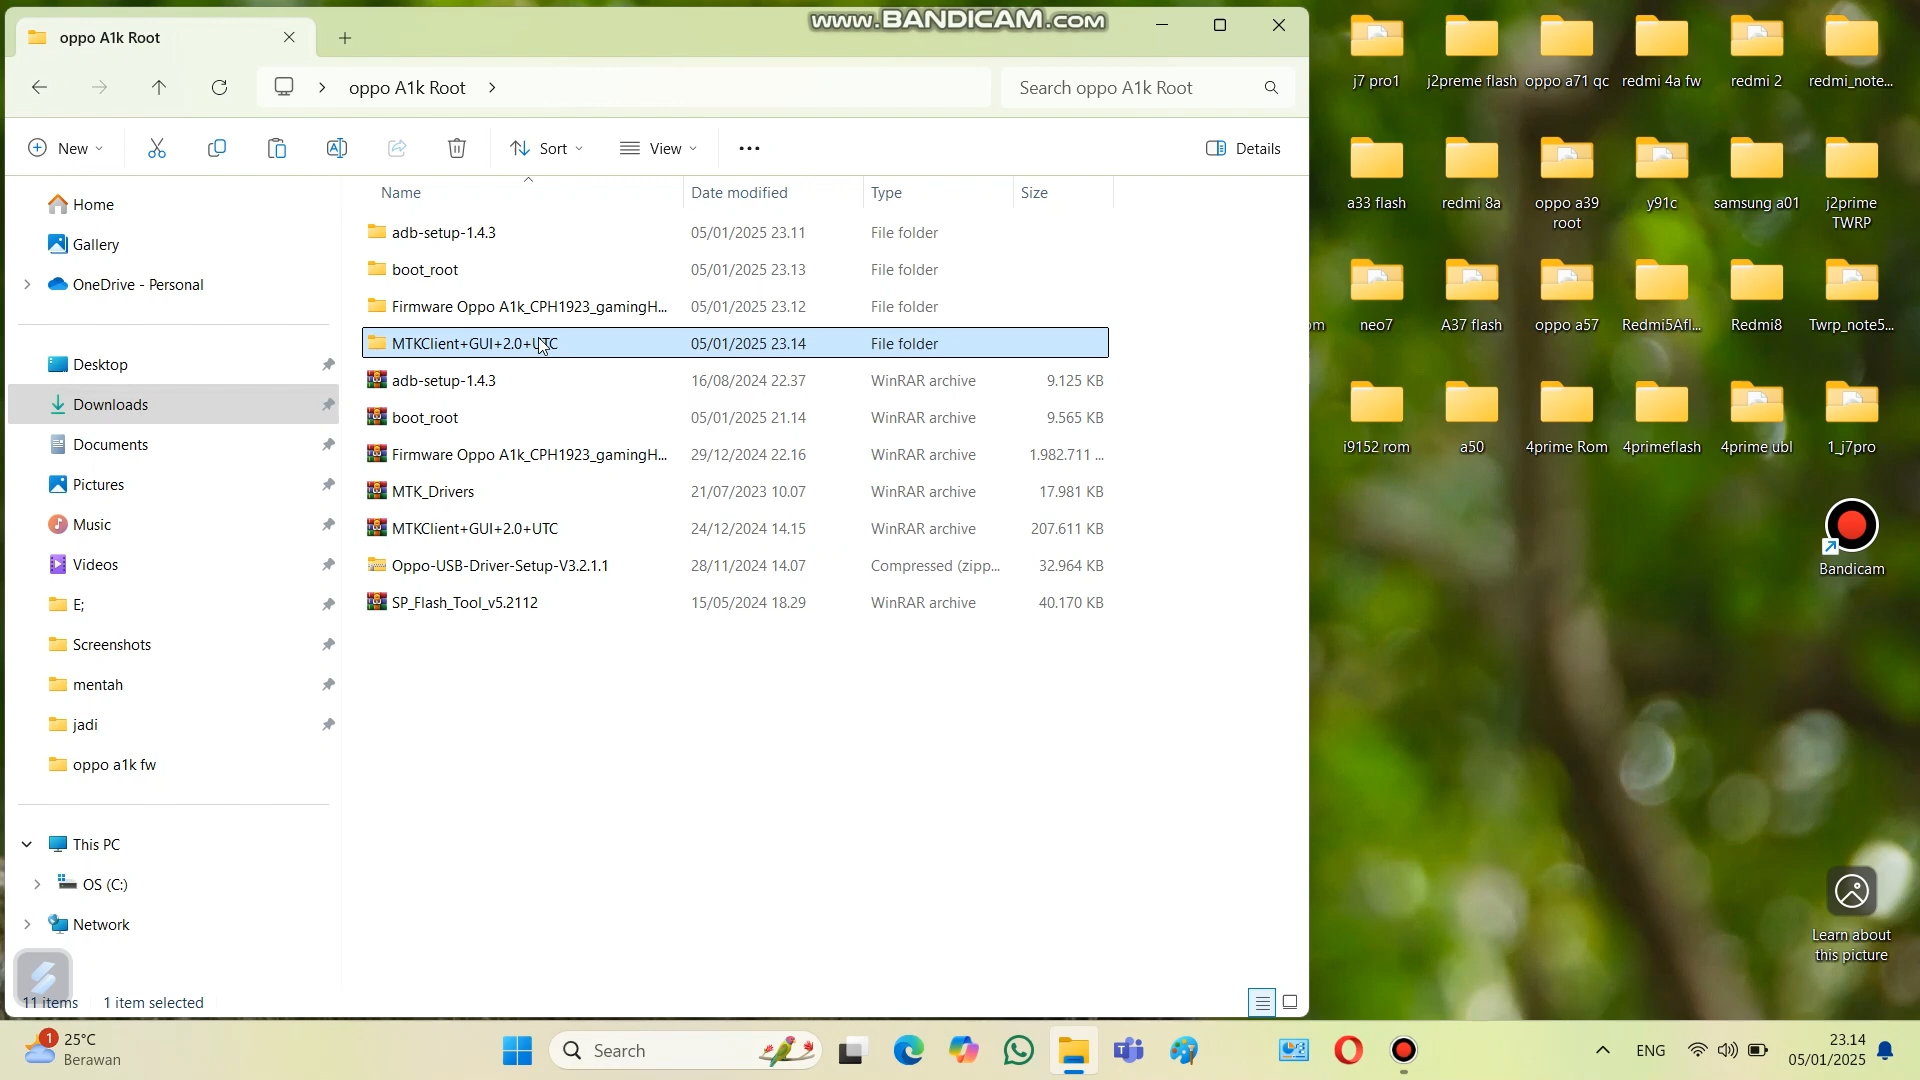 www.BANDICAM.com
oppo A1k Root
oppo A1k Root
Search oppo A1k Root
New
Sort
View
Details
Name
Date modified
Type
Size
Home
Gallery
OneDrive - Personal
Desktop
Downloads
Documents
Pictures
Music
Videos
E;
Screenshots
mentah
jadi
oppo a1k fw
This PC
OS (C:)
Network
adb-setup-1.4.3 05/01/2025 23.11 File folder
boot_root 05/01/2025 23.13 File folder
Firmware Oppo A1k_CPH1923_gamingH... 05/01/2025 23.12 File folder
MTKClient+GUI+2.0+UTC 05/01/2025 23.14 File folder
adb-setup-1.4.3 16/08/2024 22.37 WinRAR archive 9.125 KB
boot_root 05/01/2025 21.14 WinRAR archive 9.565 KB
Firmware Oppo A1k_CPH1923_gamingH... 29/12/2024 22.16 WinRAR archive 1.982.711 ...
MTK_Drivers 21/07/2023 10.07 WinRAR archive 17.981 KB
MTKClient+GUI+2.0+UTC 24/12/2024 14.15 WinRAR archive 207.611 KB
Oppo-USB-Driver-Setup-V3.2.1.1 28/11/2024 14.07 Compressed (zipp... 32.964 KB
SP_Flash_Tool_v5.2112 15/05/2024 18.29 WinRAR archive 40.170 KB
11 items 1 item selected
j7 pro1 j2preme flash oppo a71 qc redmi 4a fw redmi 2 redmi_note...
a33 flash redmi 8a oppo a39 y91c samsung a01 j2prime
root TWRP
om neo7 A37 flash oppo a57 Redmi5Afl... Redmi8 Twrp_note5...
i9152 rom a50 4prime Rom 4primeflash 4prime ubl 1_j7pro
Bandicam
Learn about
this picture
1
25°C
Berawan
Search
ENG
23.14
05/01/2025